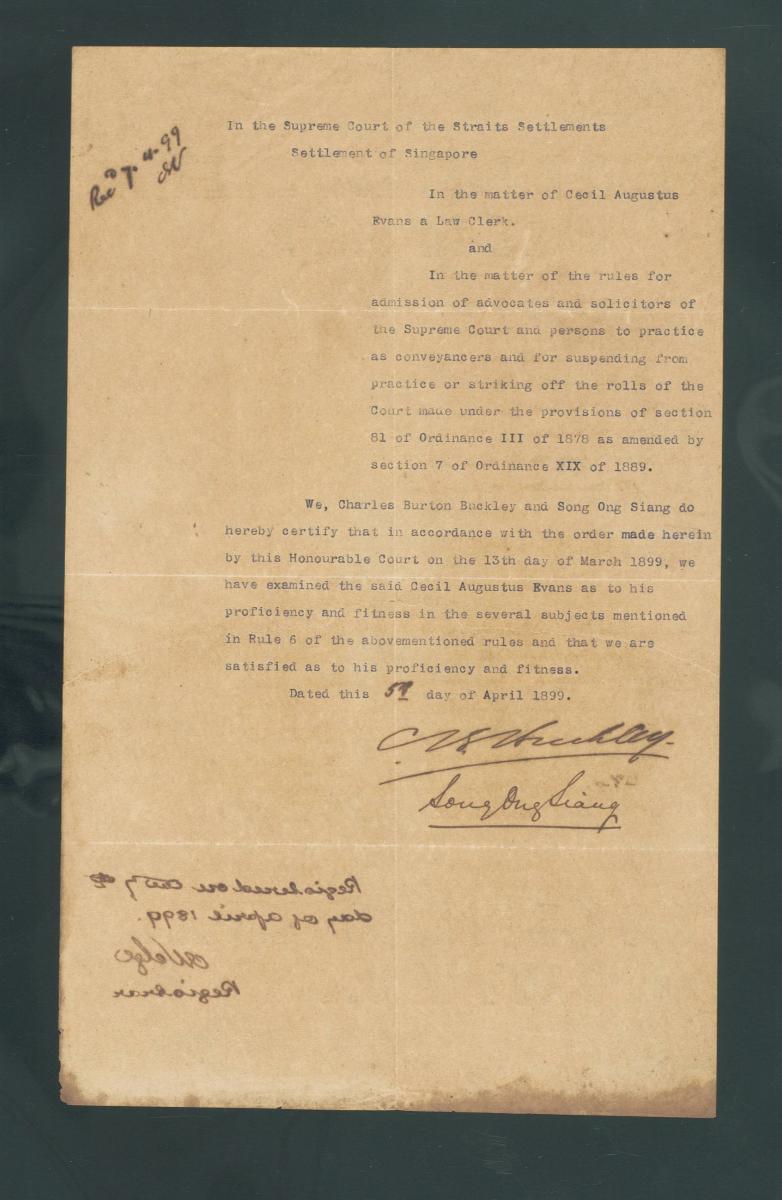 Rec'd 7.4.99
In the Supreme Court of the Straits Settlements
Settlement of Singapore
In the matter of Cecil Augustus
Evans a Law Clerk.
and
In the matter of the rules for
admission of advocates and solicitors of
the Supreme Court and persons to practice
as conveyancers and for suspending from
practice or striking off the rolls of the
Court made under the provisions of section
81 of Ordinance III of 1878 as amended by
section 7 of Ordinance XIX of 1889.
We, Charles Burton Buckley and Song Ong Siang do
hereby certify that in accordance with the order made herein
by this Honourable Court on the 13th day of March 1899, we
have examined the said Cecil Augustus Evans as to his
proficiency and fitness in the several subjects mentioned
in Rule 6 of the abovementioned rules and that we are
satisfied as to his proficiency and fitness.
Dated this 5th day of April 1899.
C B Buckley
Song Ong Siang
Registered on this 7th
day of April 1899.
Registrar